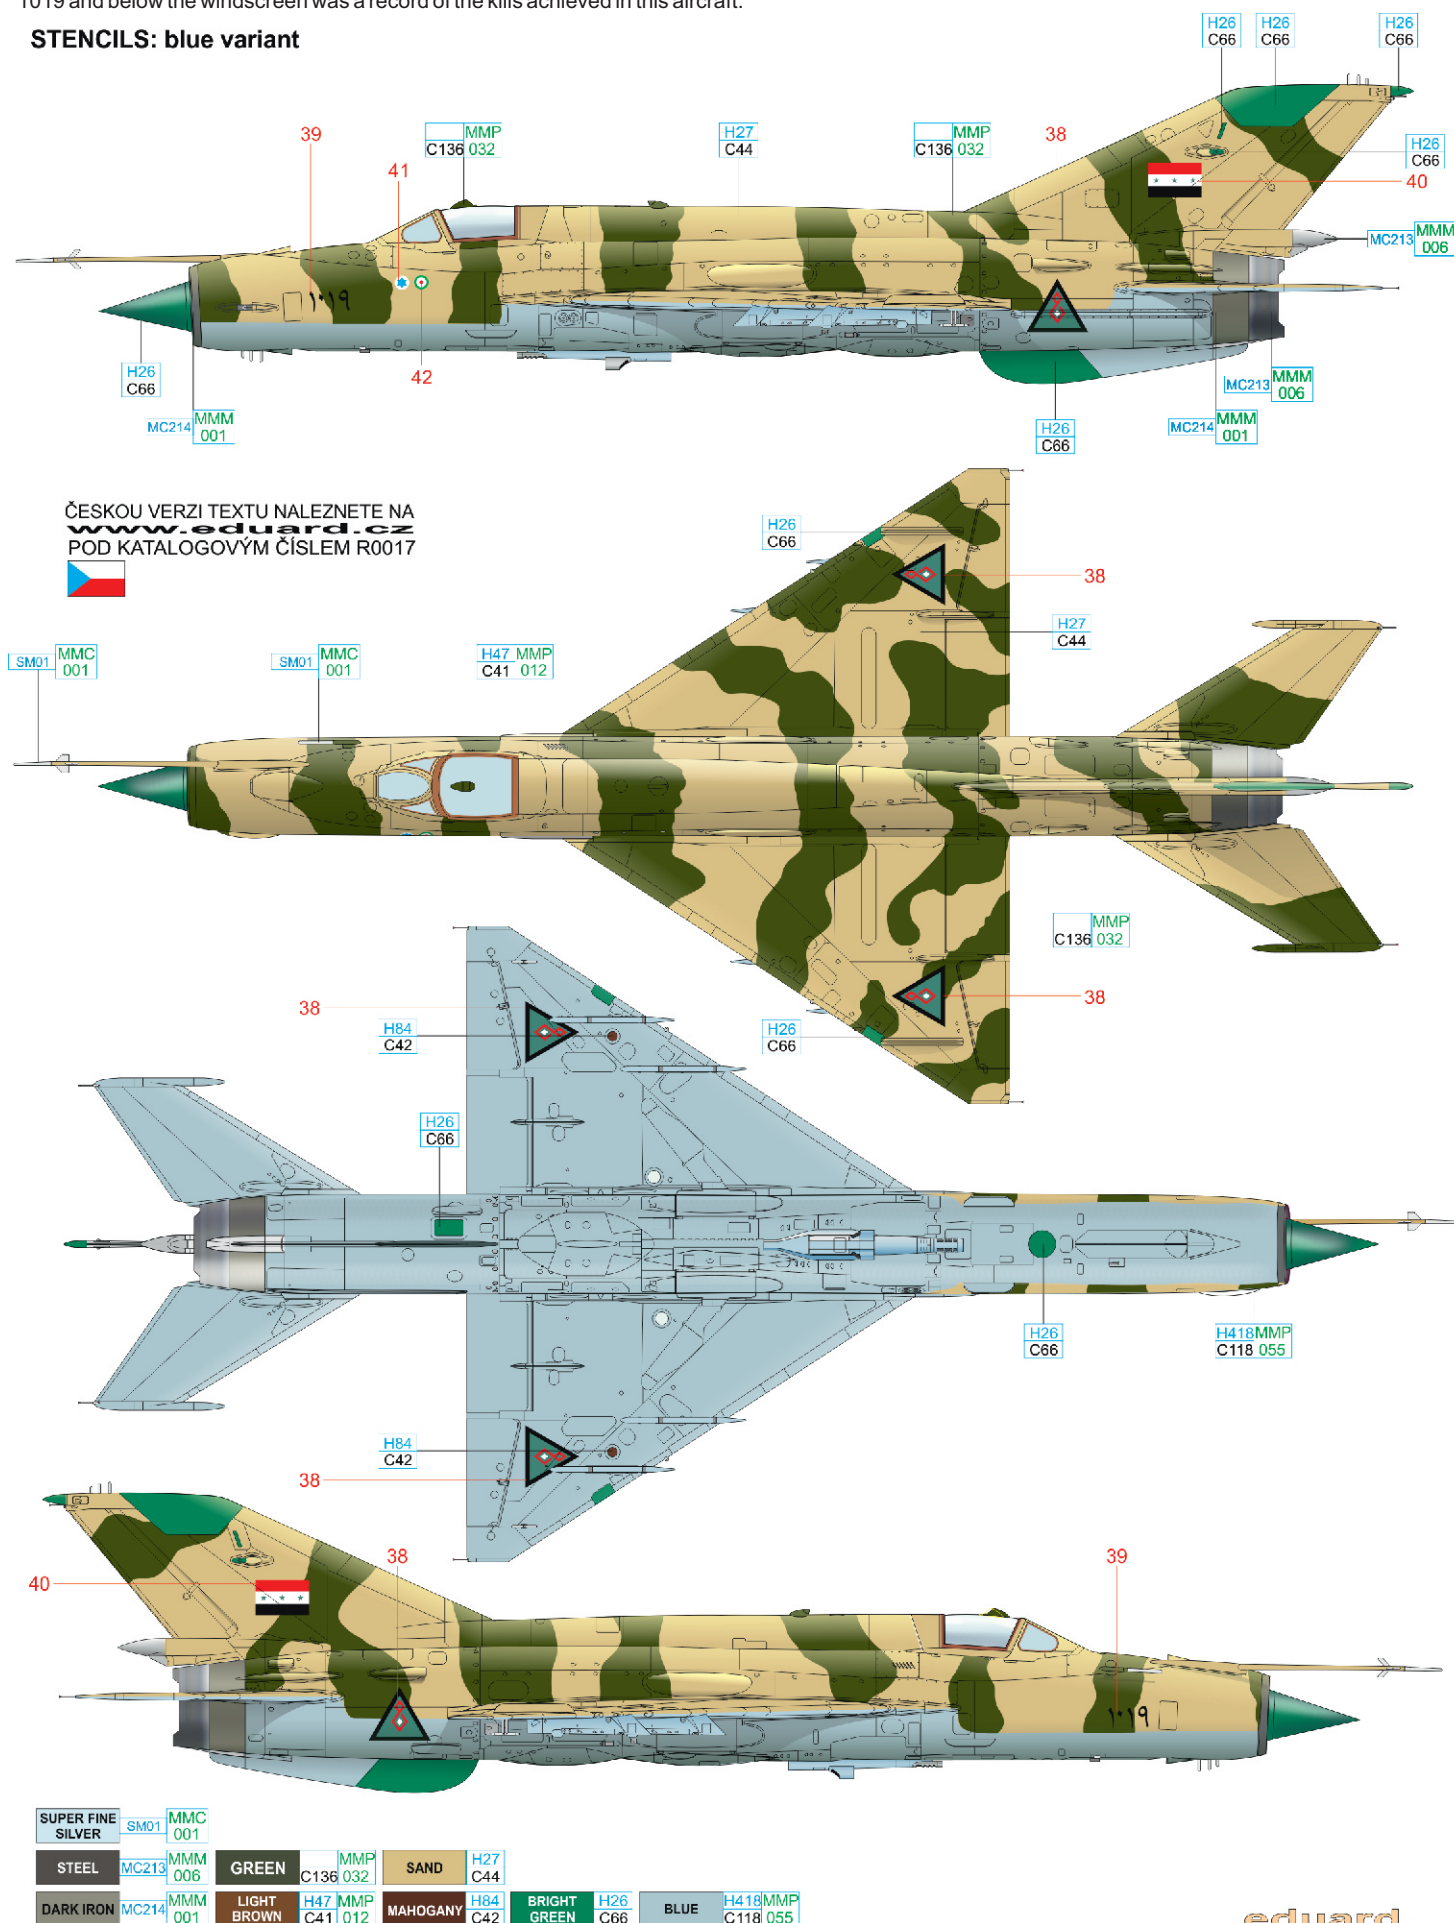 1019 and below the windscreen was a record of the kills achieved in this aircraft.
STENCILS: blue variant
H26 C66
H26 C66
H26 C66
39
MMP
C136 032
H27
C44
MMP
C136 032
38
H26
C66
41
40
MC213 MMM 006
١٠١٩
H26
C66
42
MC213 MMM 006
MC214 MMM 001
H26
C66
MC214 MMM 001
ČESKOU VERZI TEXTU NALEZNETE NA
www.eduard.cz
POD KATALOGOVÝM ČÍSLEM R0017
H26
C66
38
H27
C44
SM01 MMC 001
SM01 MMC 001
H47 MMP
C41 012
MMP
C136 032
38
38
H84
C42
H26
C66
H26
C66
H26
C66
H418 MMP
C118 055
H84
C42
38
40
38
39
١٠١٩
SUPER FINE SILVER SM01 MMC 001
STEEL MC213 MMM 006
GREEN C136 MMP 032
SAND H27 C44
DARK IRON MC214 MMM 001
LIGHT BROWN H47 C41 MMP 012
MAHOGANY H84 C42
BRIGHT GREEN H26 C66
BLUE H418 C118 MMP 055
eduard